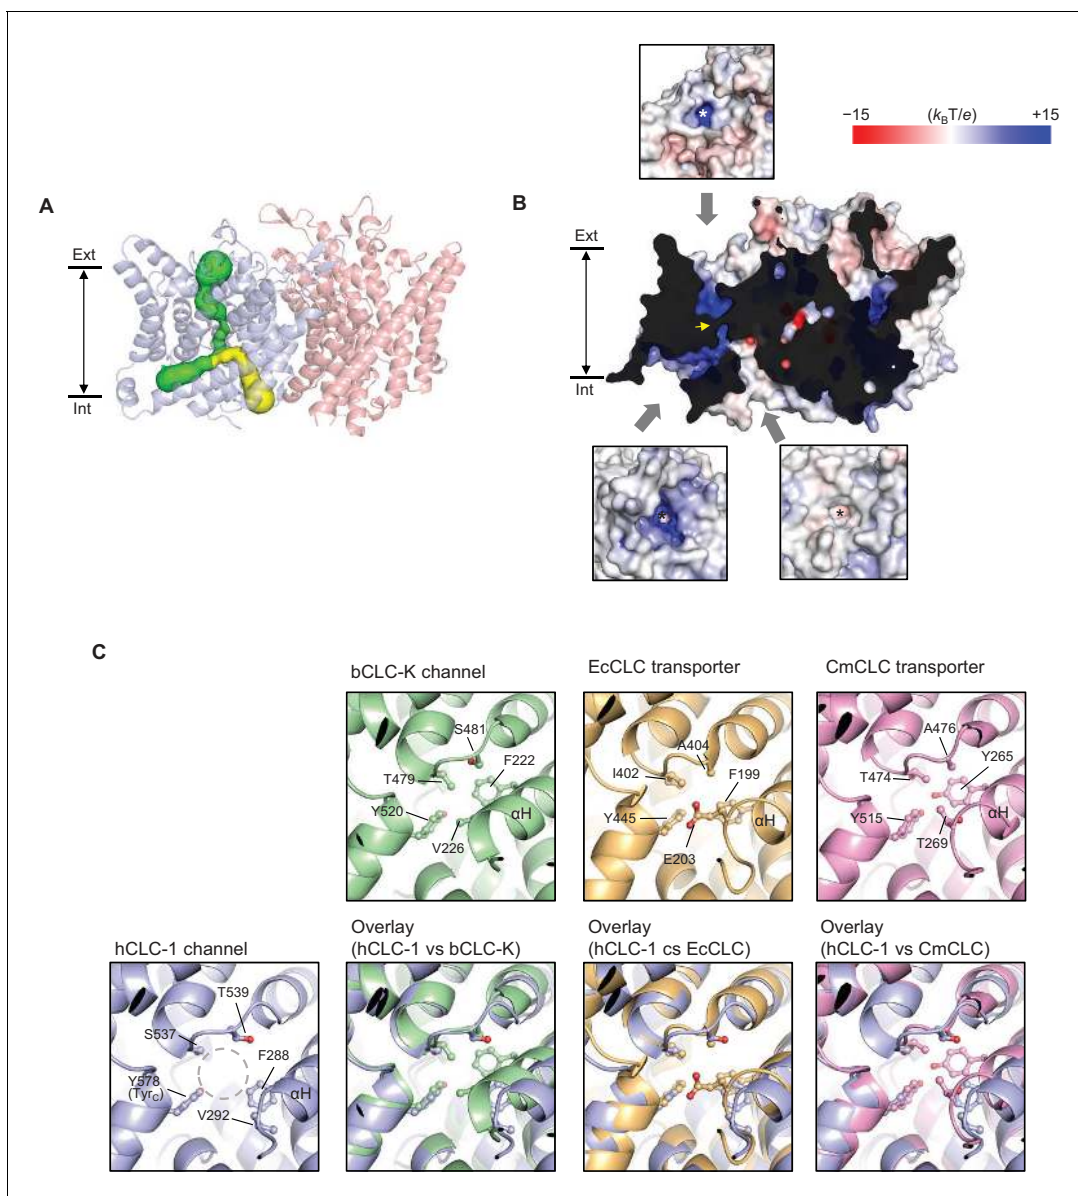 −15 (kBT/e) +15
A
B
Ext
Int
Ext
Int
*
*
*
C
bCLC-K channel
EcCLC transporter
CmCLC transporter
S481
T479
F222
Y520
αH
V226
A404
I402
F199
Y445
αH
E203
A476
T474
Y265
Y515
αH
T269
hCLC-1 channel
Overlay
(hCLC-1 vs bCLC-K)
Overlay
(hCLC-1 cs EcCLC)
Overlay
(hCLC-1 vs CmCLC)
T539
S537
F288
Y578
(TyrC)
αH
V292